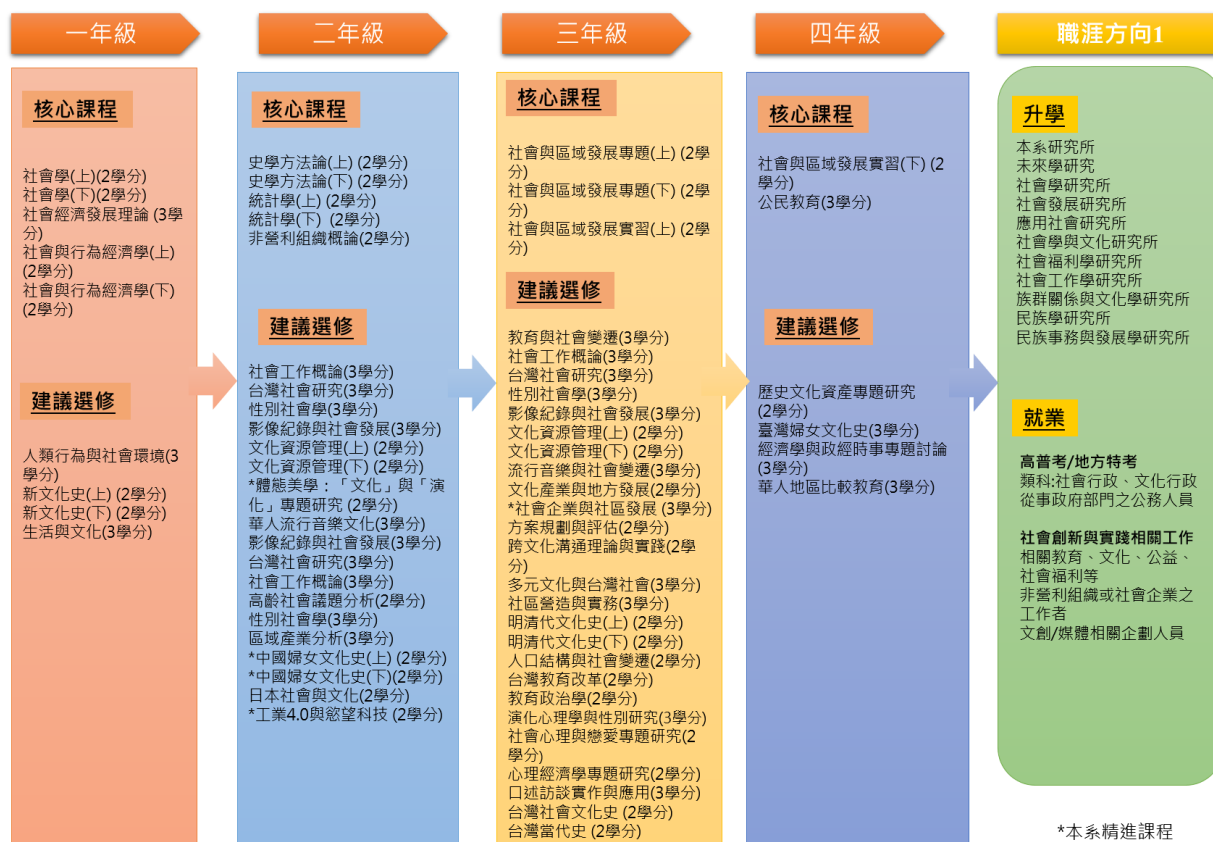 一年級
核心課程
社會學(上)(2學分)
社會學(下)(2學分)
社會經濟發展理論 (3學
分)
社會與行為經濟學(上)
(2學分)
社會與行為經濟學(下)
(2學分)
建議選修
人類行為與社會環境(3
學分)
新文化史(上) (2學分)
新文化史(下) (2學分)
生活與文化(3學分)
二年級
核心課程
史學方法論(上) (2學分)
史學方法論(下) (2學分)
統計學(上) (2學分)
統計學(下) (2學分)
非營利組織概論(2學分)
建議選修
社會工作概論(3學分)
台灣社會研究(3學分)
性別社會學(3學分)
影像紀錄與社會發展(3學分)
文化資源管理(上) (2學分)
文化資源管理(下) (2學分)
*體態美學：「文化」與「演
化」專題研究 (2學分)
華人流行音樂文化(3學分)
影像紀錄與社會發展(3學分)
台灣社會研究(3學分)
社會工作概論(3學分)
高齡社會議題分析(2學分)
性別社會學(3學分)
區域產業分析(3學分)
*中國婦女文化史(上) (2學分)
*中國婦女文化史(下)(2學分)
日本社會與文化(2學分)
*工業4.0與慾望科技 (2學分)
三年級
核心課程
社會與區域發展專題(上) (2學
分)
社會與區域發展專題(下) (2學
分)
社會與區域發展實習(上) (2學
分)
建議選修
教育與社會變遷(3學分)
社會工作概論(3學分)
台灣社會研究(3學分)
性別社會學(3學分)
影像紀錄與社會發展(3學分)
文化資源管理(上) (2學分)
文化資源管理(下) (2學分)
流行音樂與社會變遷(3學分)
文化產業與地方發展(2學分)
*社會企業與社區發展 (3學分)
方案規劃與評估(2學分)
跨文化溝通理論與實踐(2學
分)
多元文化與台灣社會(3學分)
社區營造與實務(3學分)
明清代文化史(上) (2學分)
明清代文化史(下) (2學分)
人口結構與社會變遷(2學分)
台灣教育改革(2學分)
教育政治學(2學分)
演化心理學與性別研究(3學分)
社會心理與戀愛專題研究(2
學分)
心理經濟學專題研究(2學分)
口述訪談實作與應用(3學分)
台灣社會文化史 (2學分)
台灣當代史 (2學分)
四年級
核心課程
社會與區域發展實習(下) (2
學分)
公民教育(3學分)
建議選修
歷史文化資產專題研究
(2學分)
臺灣婦女文化史(3學分)
經濟學與政經時事專題討論
(3學分)
華人地區比較教育(3學分)
職涯方向1
升學
本系研究所
未來學研究
社會學研究所
社會發展研究所
應用社會研究所
社會學與文化研究所
社會福利學研究所
社會工作學研究所
族群關係與文化學研究所
民族學研究所
民族事務與發展學研究所
就業
高普考/地方特考
類科:社會行政、文化行政
從事政府部門之公務人員
社會創新與實踐相關工作
相關教育、文化、公益、
社會福利等
非營利組織或社會企業之
工作者
文創/媒體相關企劃人員
*本系精進課程